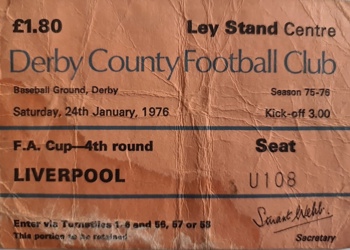 £1.80 Ley Stand Centre
Derby County Football Club
Baseball Ground, Derby Season 75-76
Saturday, 24th January, 1976 Kick-off 3.00
F.A. Cup—4th round Seat
LIVERPOOL U108
Enter via Turnstiles 1-6 and 56, 57 or 58
This portion to be retained
Stuart Webb.
Secretary